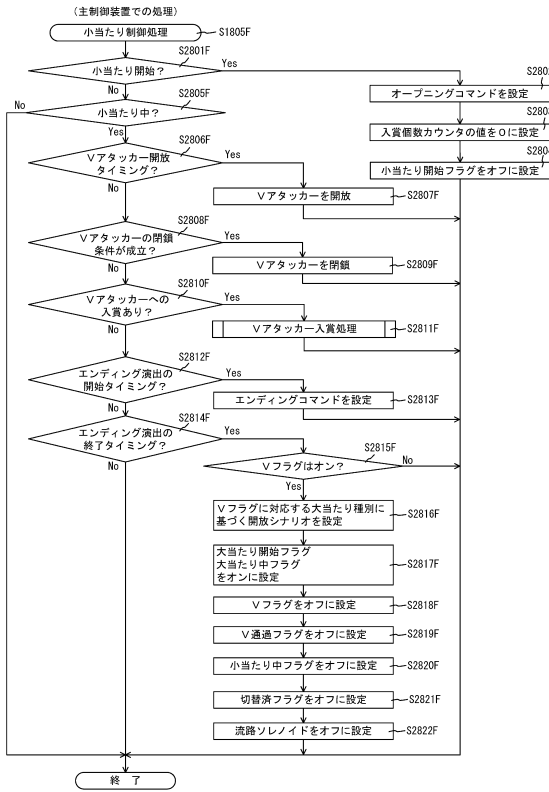 (主制御装置での処理)
小当たり制御処理
S1805F
S2801F
小当たり開始？
Yes
No
オープニングコマンドを設定
入賞個数カウンタの値を０に設定
小当たり開始フラグをオフに設定
S2805F
小当たり中？
No
Yes
S2806F
Ｖアタッカー開放
タイミング？
Yes
No
Ｖアタッカーを開放
S2807F
S2808F
Ｖアタッカーの閉鎖
条件が成立？
Yes
No
Ｖアタッカーを閉鎖
S2809F
S2810F
Ｖアタッカーへの
入賞あり？
Yes
No
Ｖアタッカー入賞処理
S2811F
S2812F
エンディング演出の
開始タイミング？
Yes
No
エンディングコマンドを設定
S2813F
S2814F
エンディング演出の
終了タイミング？
Yes
No
S2815F
Ｖフラグはオン？
No
Yes
Ｖフラグに対応する大当たり種別に
基づく開放シナリオを設定
S2816F
大当たり開始フラグ
大当たり中フラグ
をオンに設定
S2817F
Ｖフラグをオフに設定
S2818F
Ｖ通過フラグをオフに設定
S2819F
小当たり中フラグをオフに設定
S2820F
切替済フラグをオフに設定
S2821F
流路ソレノイドをオフに設定
S2822F
終　了